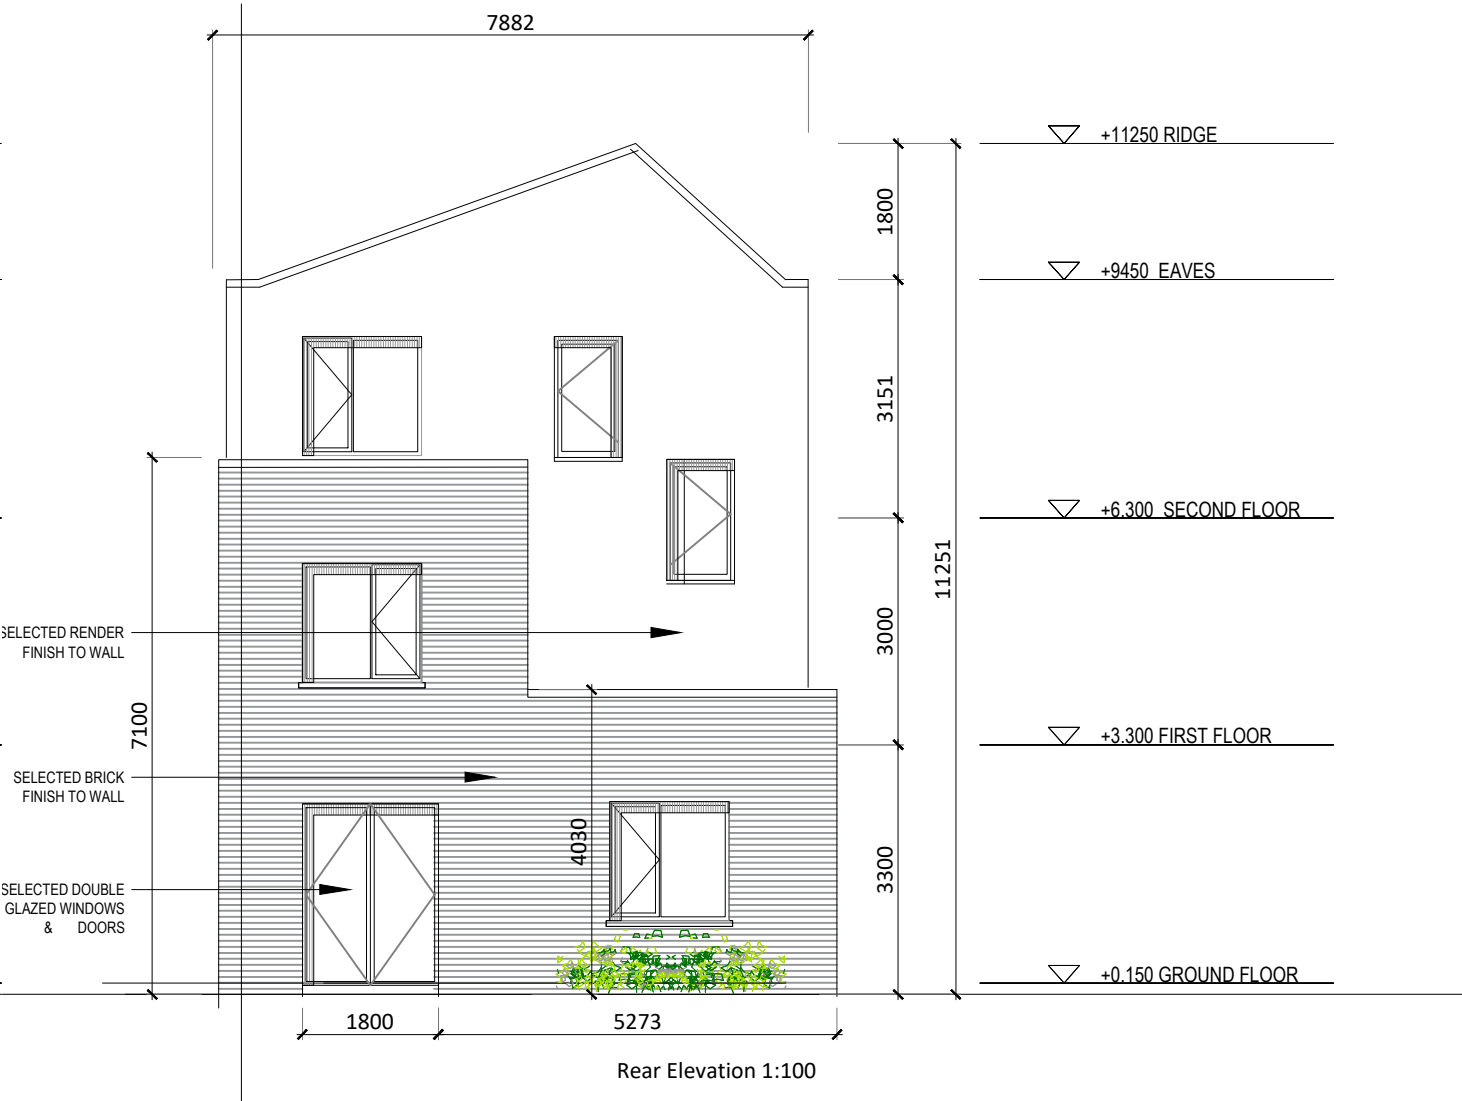 7882
+11250 RIDGE
1800
+9450  EAVES
3151
+6.300  SECOND FLOOR
11251
3000
SELECTED RENDER
FINISH TO WALL
7100
+3.300 FIRST FLOOR
SELECTED BRICK
FINISH TO WALL
4030
3300
SELECTED DOUBLE
GLAZED WINDOWS
&  DOORS
+0.150 GROUND FLOOR
1800
5273
Rear Elevation 1:100